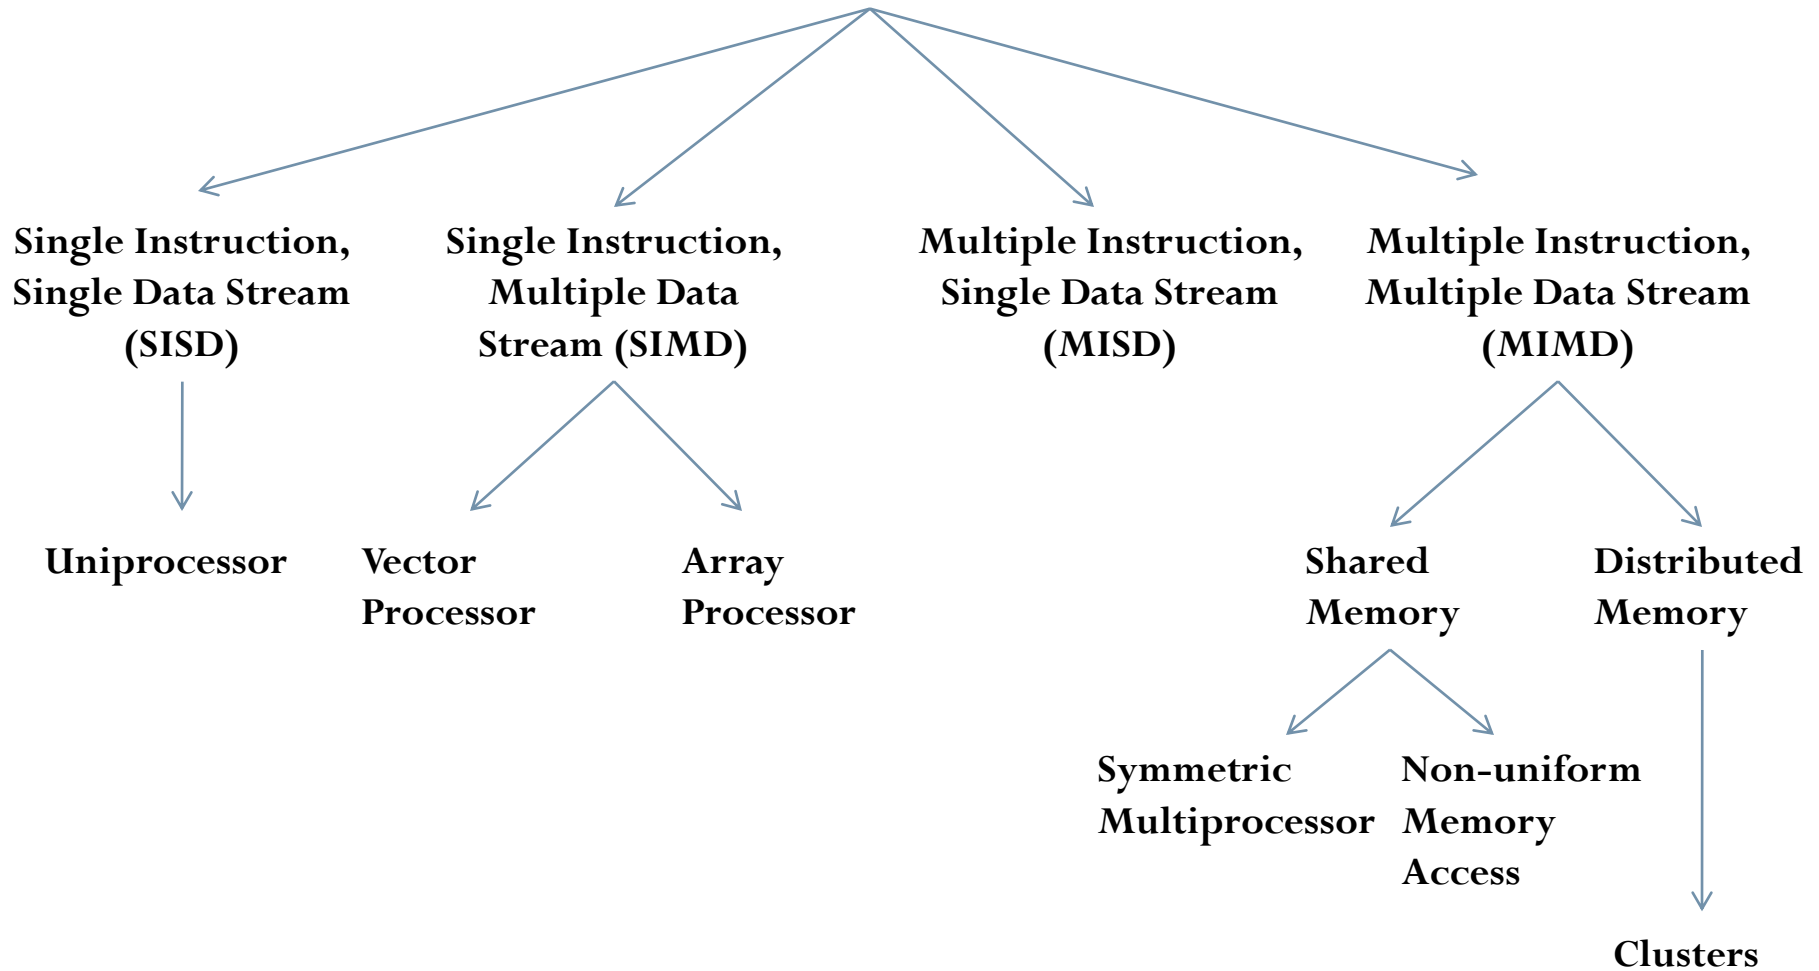 Single Instruction,
Single Data Stream
(SISD)
Single Instruction,
Multiple Data
Stream (SIMD)
Multiple Instruction,
Single Data Stream
(MISD)
Multiple Instruction,
Multiple Data Stream
(MIMD)
Uniprocessor
Vector
Processor
Array
Processor
Shared
Memory
Distributed
Memory
Symmetric
Multiprocessor
Non-uniform
Memory
Access
Clusters